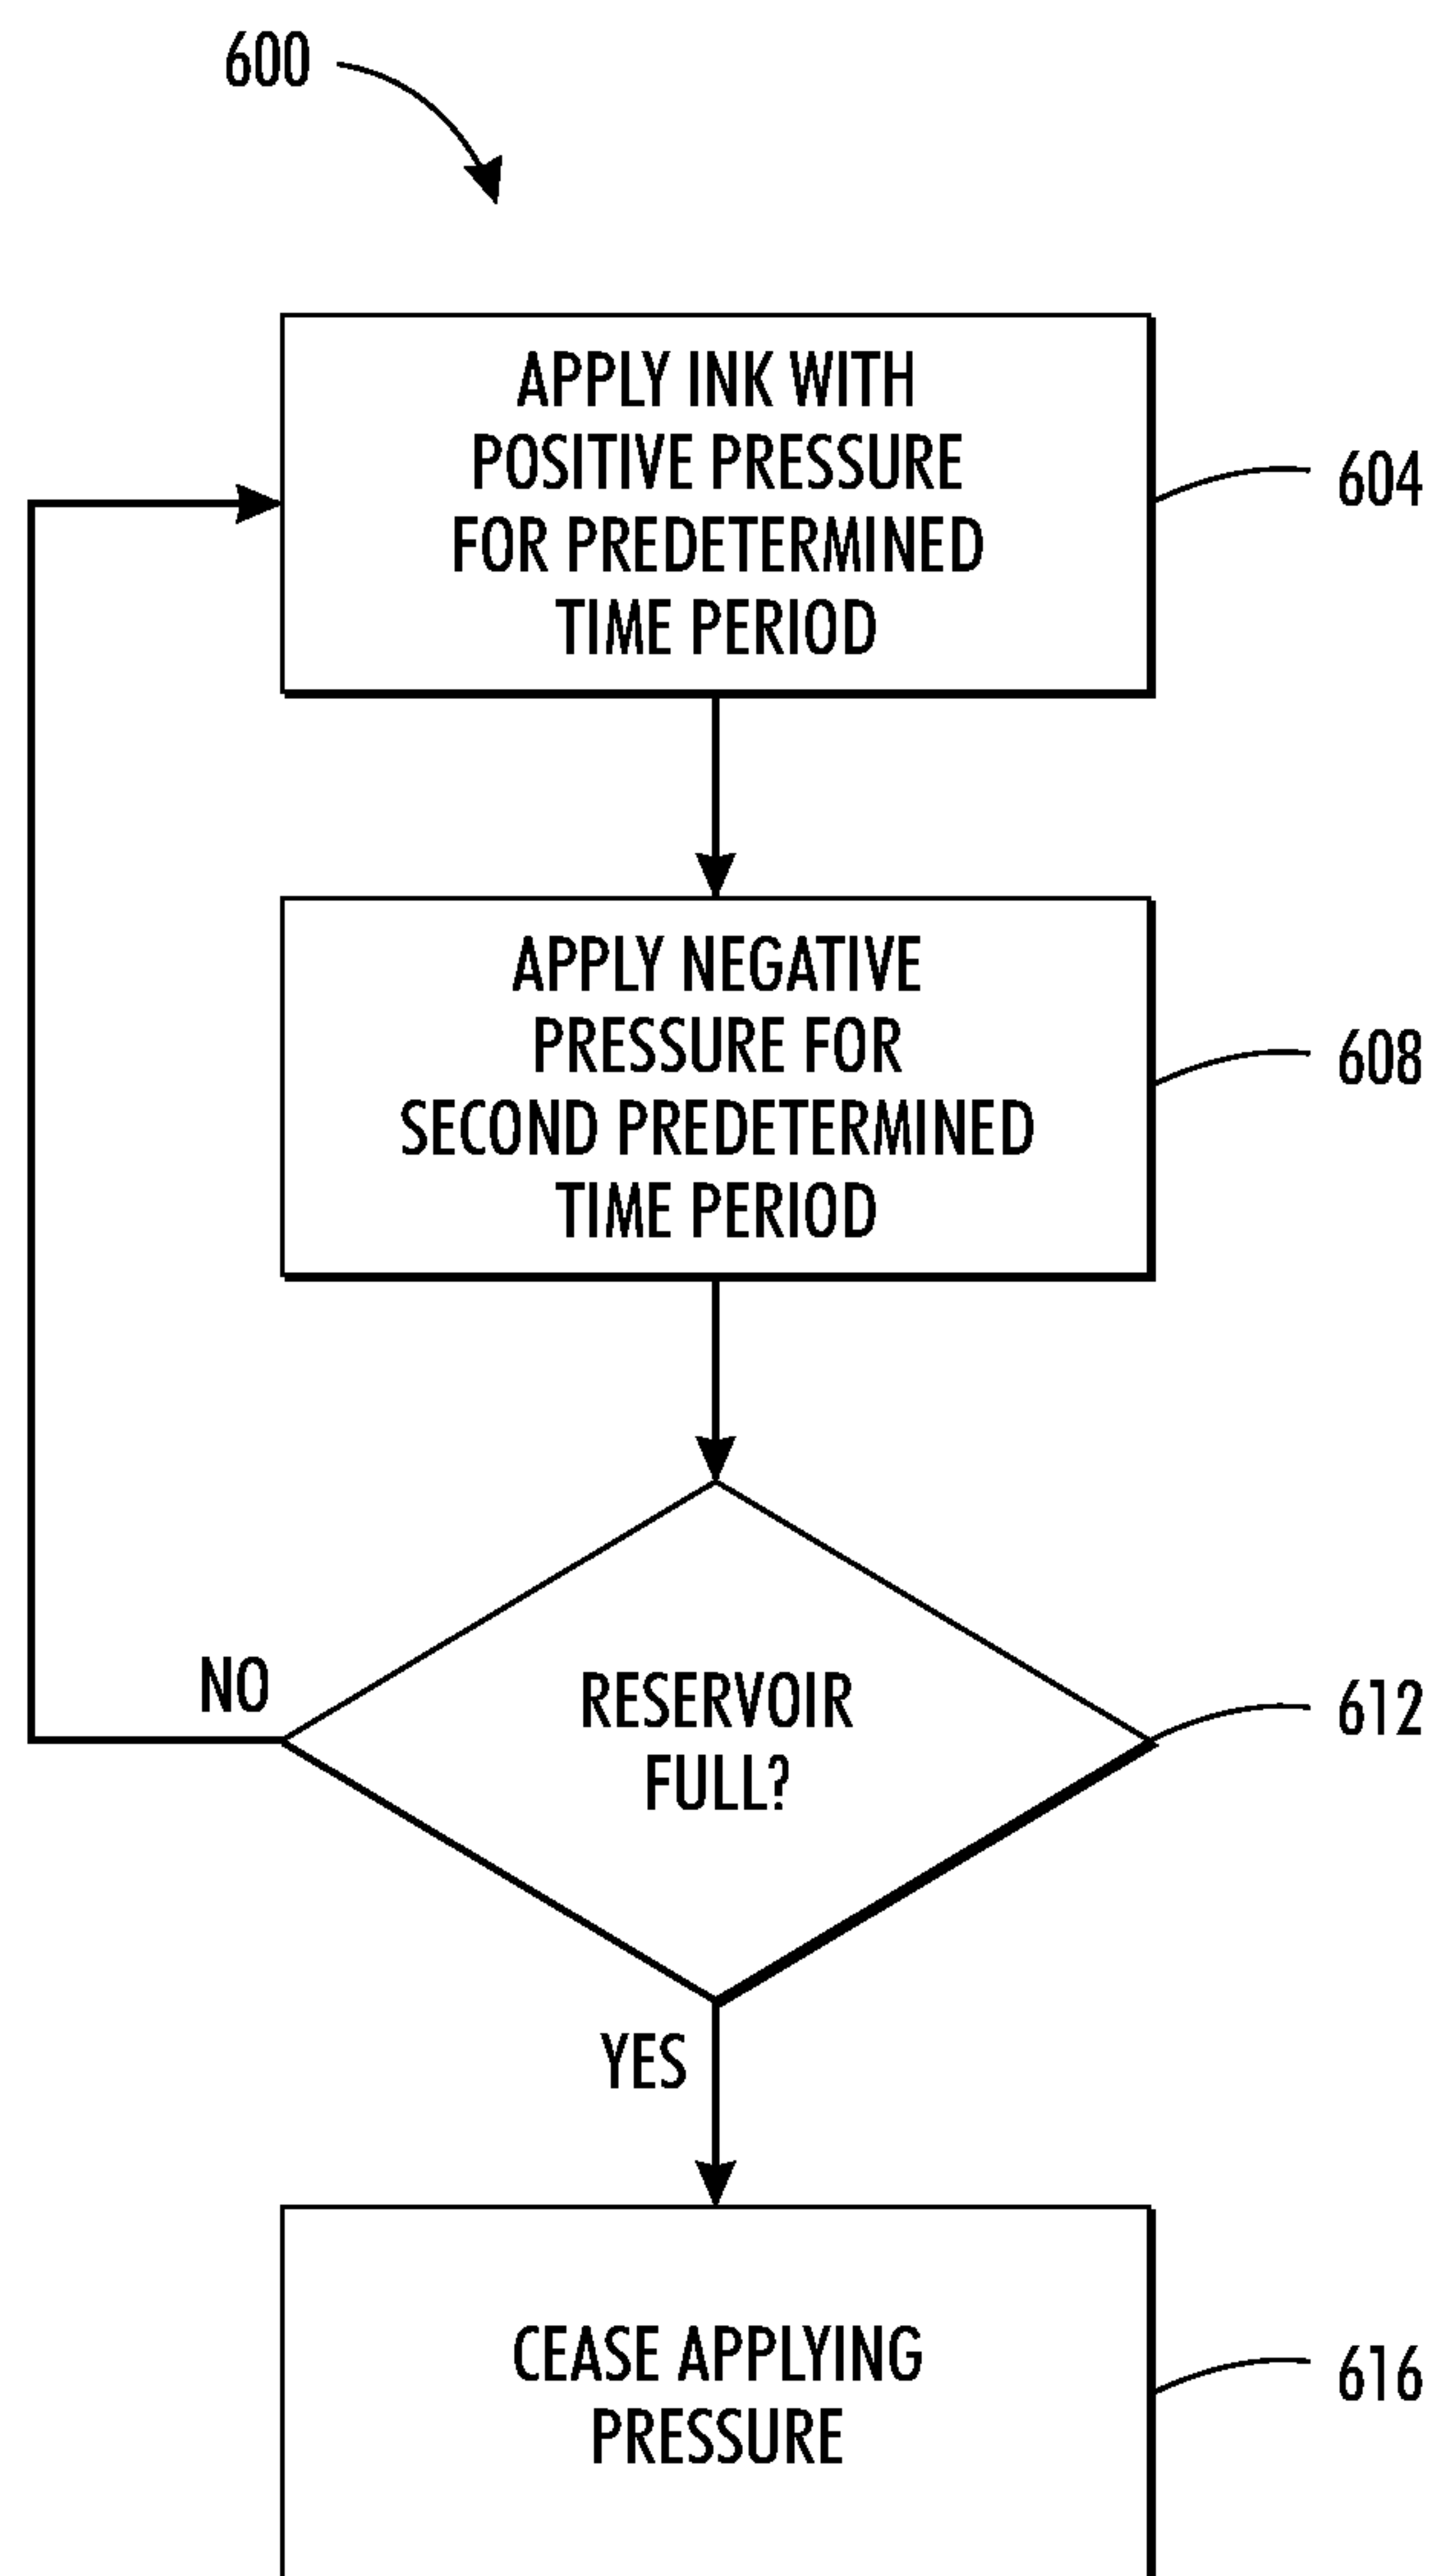 600
APPLY INK WITH
POSITIVE PRESSURE
FOR PREDETERMINED
TIME PERIOD
604
APPLY NEGATIVE
PRESSURE FOR
SECOND PREDETERMINED
TIME PERIOD
608
RESERVOIR
FULL?
612
NO
YES
CEASE APPLYING
PRESSURE
616